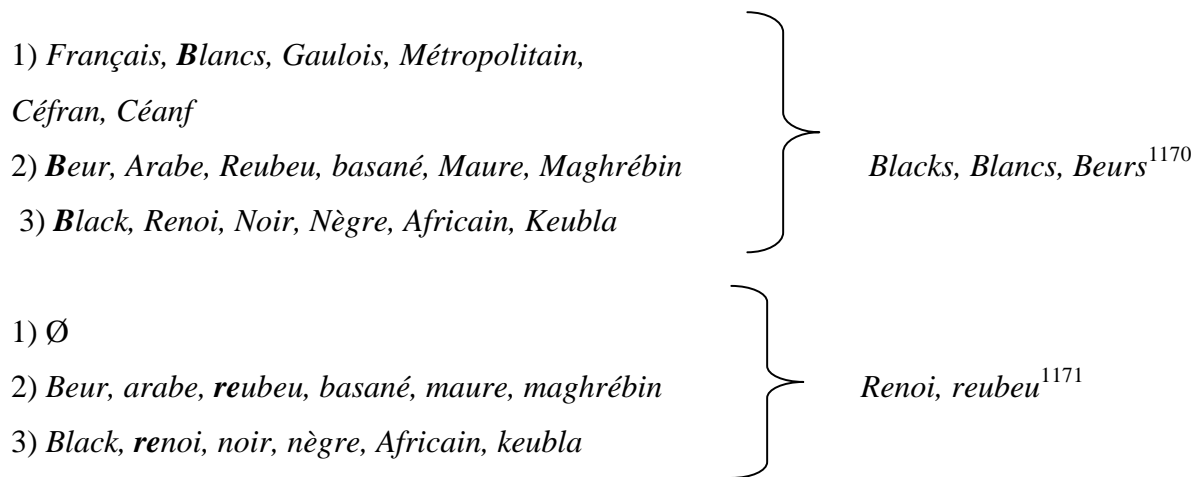 1) Français, Blancs, Gaulois, Métropolitain,
Céfran, Céanf
2) Beur, Arabe, Reubeu, basané, Maure, Maghrébin
Blacks, Blancs, Beurs1170
3) Black, Renoi, Noir, Nègre, Africain, Keubla
1) Ø
2) Beur, arabe, reubeu, basané, maure, maghrébin
Renoi, reubeu1171
3) Black, renoi, noir, nègre, Africain, keubla